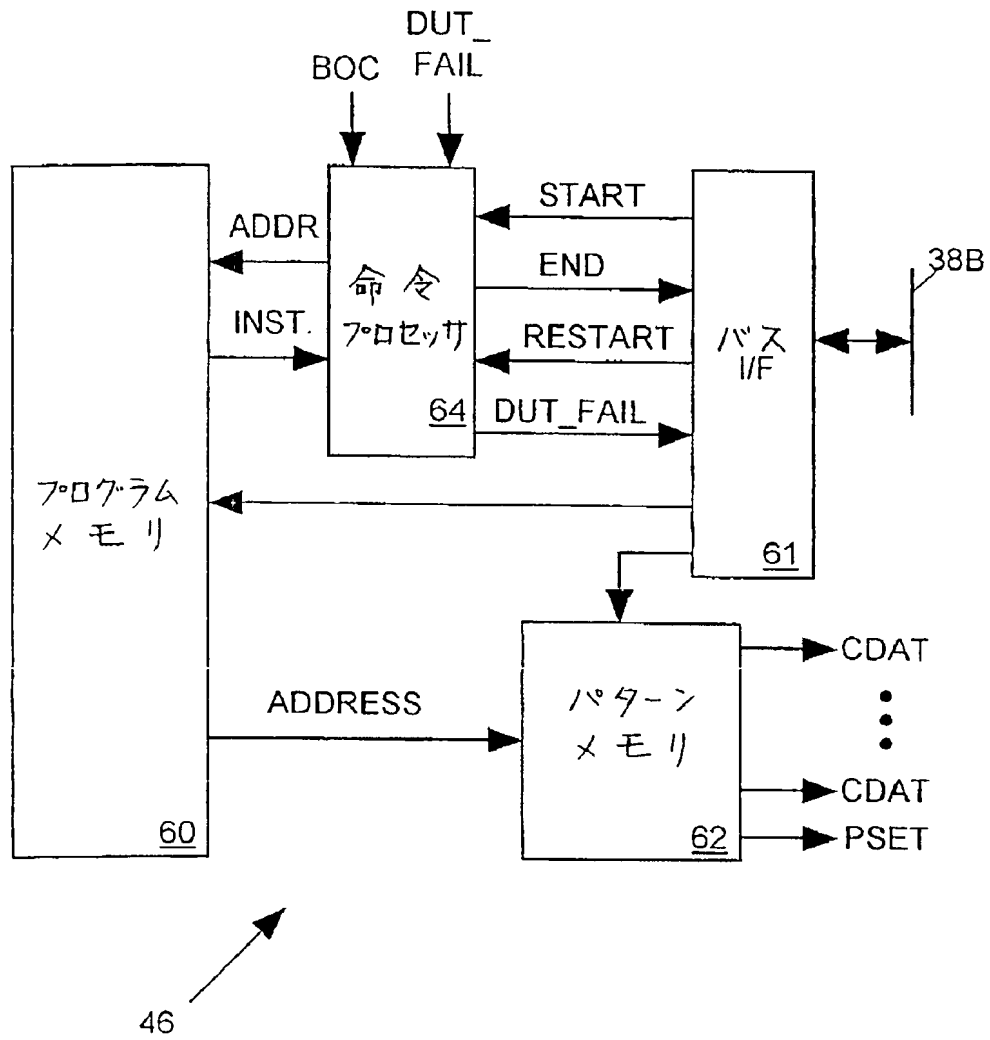 DUT_
FAIL
BOC
START
ADDR
END
38B
命令
プロセッサ
INST.
RESTART
バス
I/F
64
DUT_FAIL
プログラム
メモリ
61
CDAT
ADDRESS
パターン
メモリ
CDAT
60
62
PSET
46